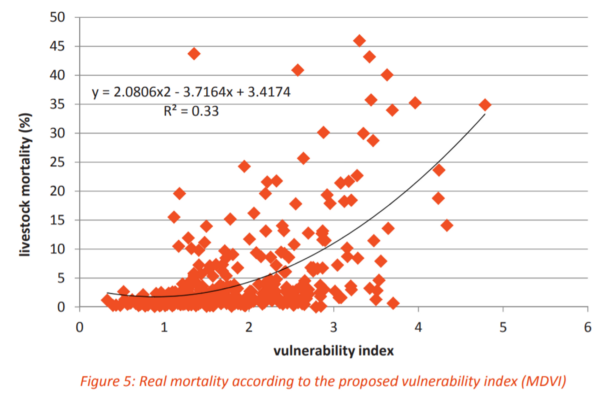 50
45
40
35
30
25
20
15
10
5
0
livestock mortality (%)
y = 2.0806x2 - 3.7164x + 3.4174
R² = 0.33
0 1 2 3 4 5 6
vulnerability index
Figure 5: Real mortality according to the proposed vulnerability index (MDVI)